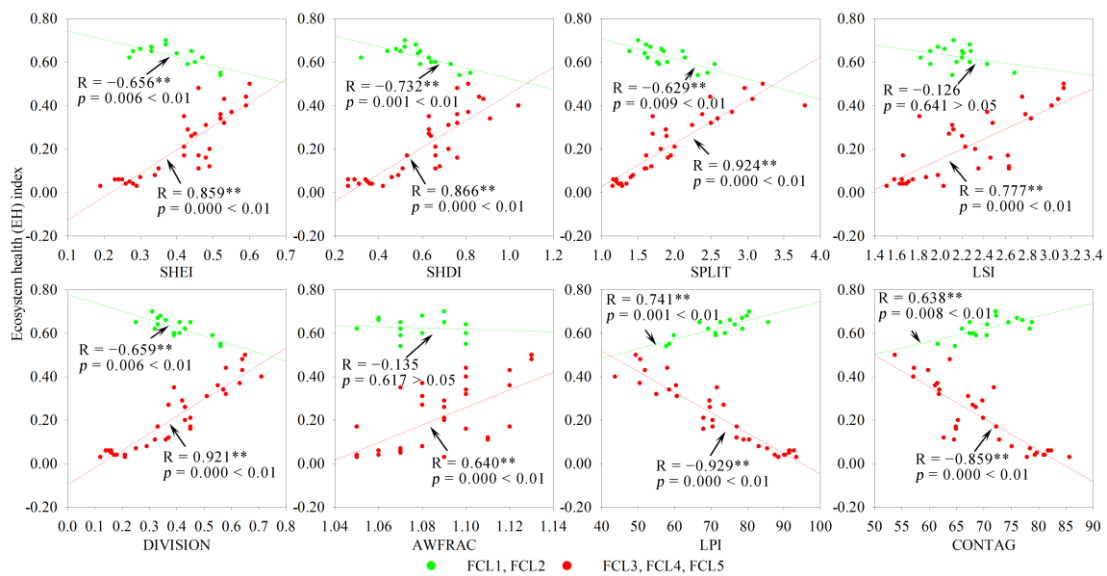 Ecosystem health (EH) index
0.80
0.60
0.40
0.20
0.00
-0.20
R = −0.656**
p = 0.006 < 0.01
R = 0.859**
p = 0.000 < 0.01
0.1 0.2 0.3 0.4 0.5 0.6 0.7
SHEI
R = −0.732**
p = 0.001 < 0.01
R = 0.866**
p = 0.000 < 0.01
0.2 0.4 0.6 0.8 1.0 1.2
SHDI
R = −0.629**
p = 0.009 < 0.01
R = 0.924**
p = 0.000 < 0.01
1.0 1.5 2.0 2.5 3.0 3.5 4.0
SPLIT
R = −0.126
p = 0.641 > 0.05
R = 0.777**
p = 0.000 < 0.01
1.4 1.6 1.8 2.0 2.2 2.4 2.6 2.8 3.0 3.2 3.4
LSI
0.80
0.60
0.40
0.20
0.00
-0.20
R = −0.659**
p = 0.006 < 0.01
R = 0.921**
p = 0.000 < 0.01
0.0 0.1 0.2 0.3 0.4 0.5 0.6 0.7 0.8
DIVISION
R = −0.135
p = 0.617 > 0.05
R = 0.640**
p = 0.000 < 0.01
1.04 1.06 1.08 1.10 1.12 1.14
AWFRAC
R = 0.741**
p = 0.001 < 0.01
R = −0.929**
p = 0.000 < 0.01
40 50 60 70 80 90 100
LPI
R = 0.638**
p = 0.008 < 0.01
R = −0.859**
p = 0.000 < 0.01
50 55 60 65 70 75 80 85 90
CONTAG
FCL1, FCL2 FCL3, FCL4, FCL5